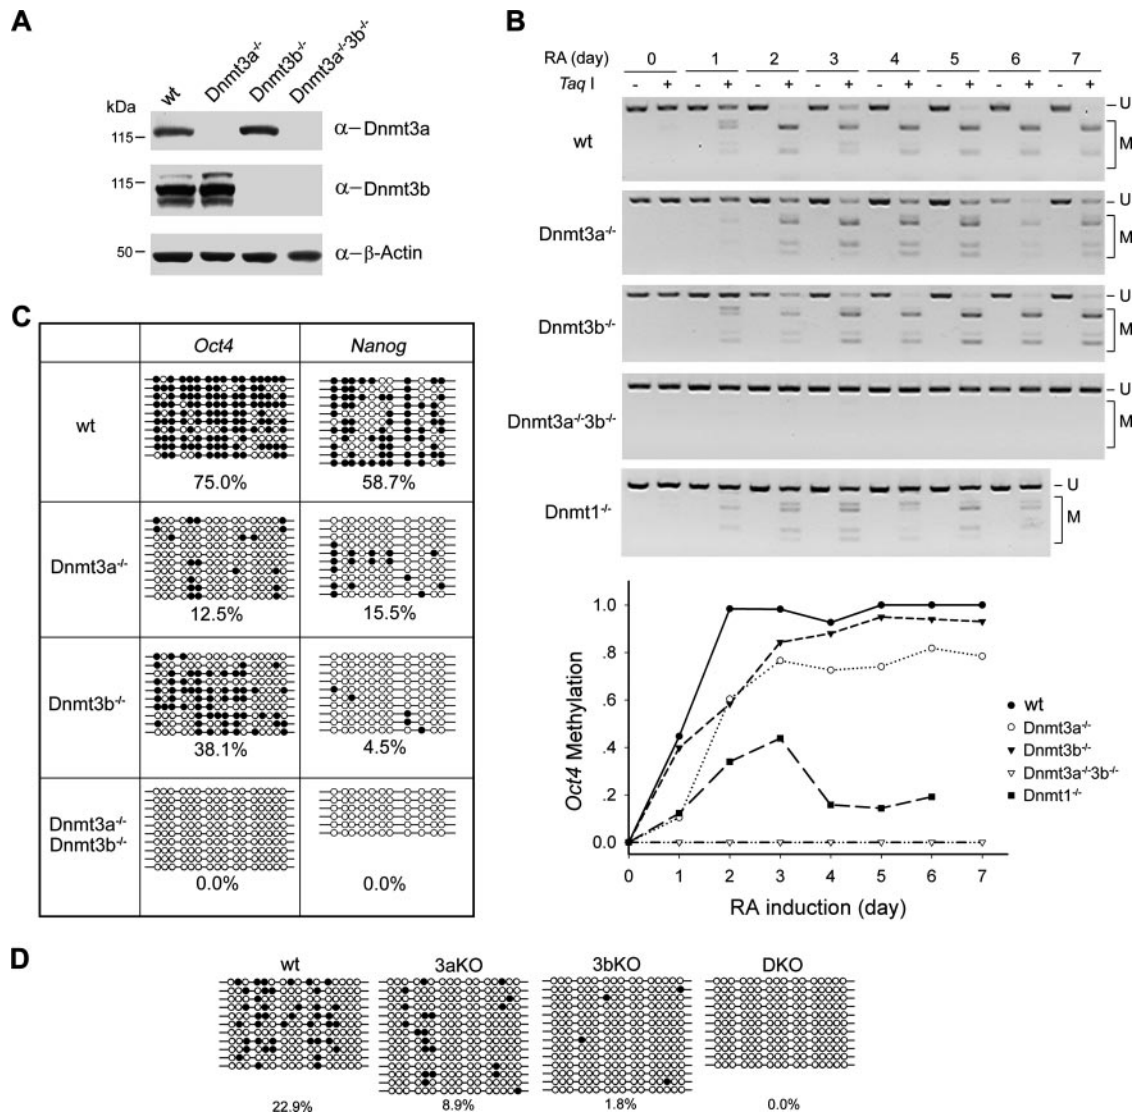 A
wt
Dnmt3a-/-
Dnmt3b-/-
Dnmt3a-/-3b-/-
kDa
115
α-Dnmt3a
115
α-Dnmt3b
50
α-β-Actin
B
RA (day) 0 1 2 3 4 5 6 7
Taq I - + - + - + - + - + - + - + - +
wt
U
M
Dnmt3a-/-
U
M
Dnmt3b-/-
U
M
Dnmt3a-/-3b-/-
U
M
Dnmt1-/-
U
M
1.0
.8
.6
.4
.2
0.0
Oct4 Methylation
0 1 2 3 4 5 6 7
RA induction (day)
wt
Dnmt3a-/-
Dnmt3b-/-
Dnmt3a-/-3b-/-
Dnmt1-/-
C
Oct4 Nanog
wt
75.0% 58.7%
Dnmt3a-/-
12.5% 15.5%
Dnmt3b-/-
38.1% 4.5%
Dnmt3a-/-
Dnmt3b-/-
0.0% 0.0%
D
wt 3aKO 3bKO DKO
22.9% 8.9% 1.8% 0.0%